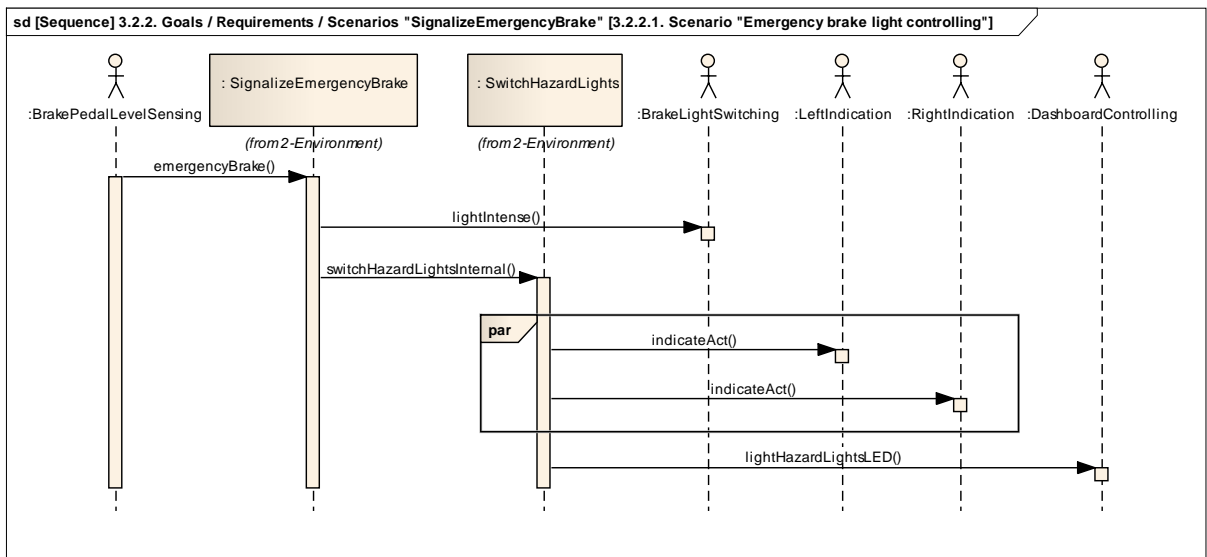 sd [Sequence] 3.2.2. Goals / Requirements / Scenarios "SignalizeEmergencyBrake" [3.2.2.1. Scenario "Emergency brake light controlling"]
:BrakePedalLevelSensing
: SignalizeEmergencyBrake
(from 2-Environment)
: SwitchHazardLights
(from 2-Environment)
:BrakeLightSwitching
:LeftIndication
:RightIndication
:DashboardControlling
emergencyBrake()
lightIntense()
switchHazardLightsInternal()
par
indicateAct()
indicateAct()
lightHazardLightsLED()